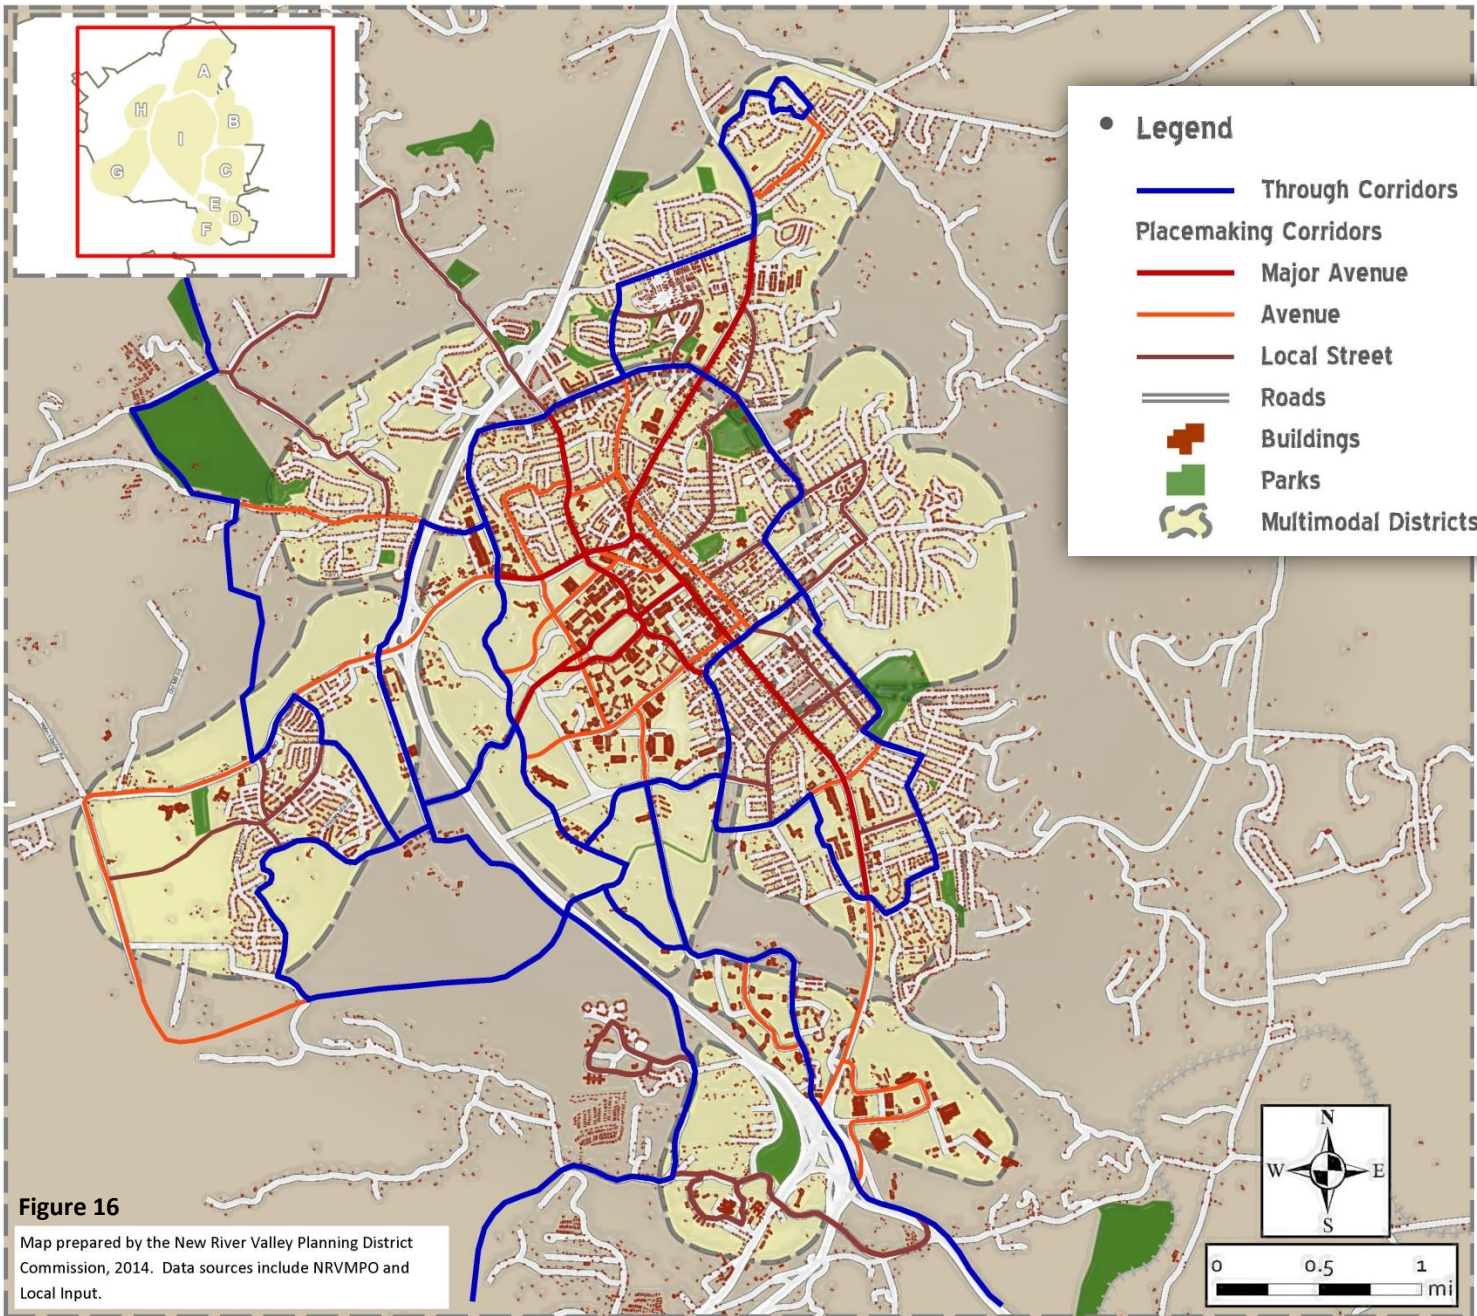 A
H
B
I
G
C
E
D
F
• Legend
Through Corridors
Placemaking Corridors
Major Avenue
Avenue
Local Street
Roads
Buildings
Parks
Multimodal Districts
N
W E
S
0 0.5 1
mi
Figure 16
Map prepared by the New River Valley Planning District
Commission, 2014. Data sources include NRVMPO and
Local Input.